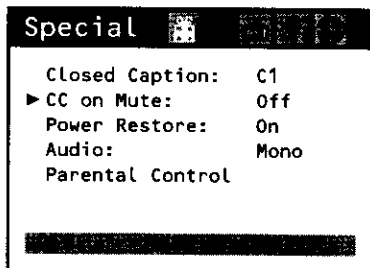 Special
Closed Caption: C1
►CC on Mute: Off
Power Restore: On
Audio: Mono
Parental Control